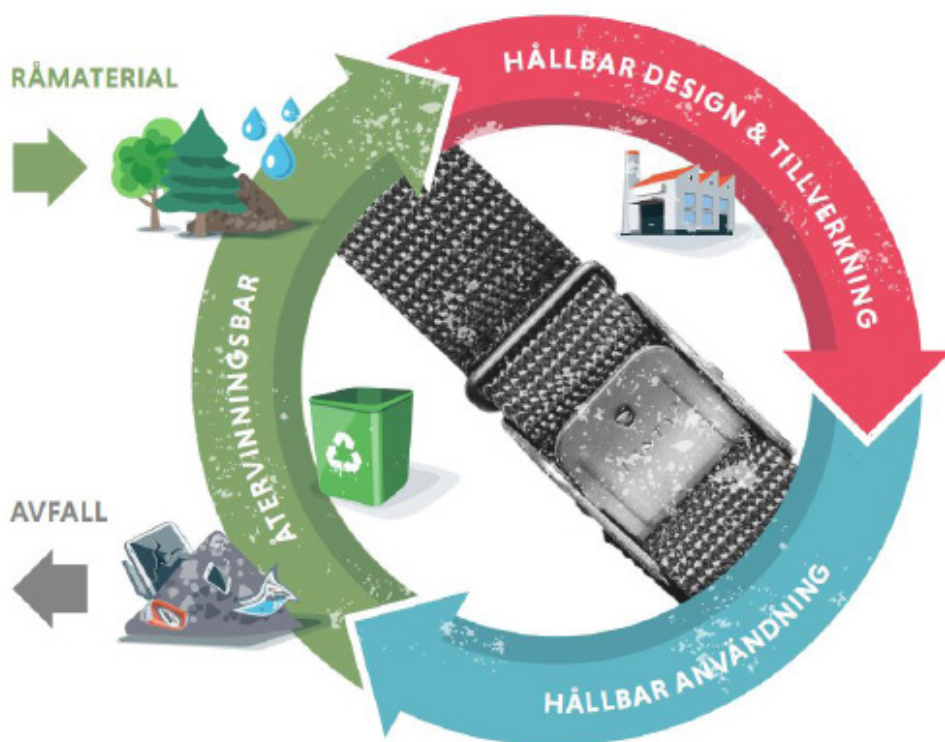 RÅMATERIAL
HÅLLBAR DESIGN & TILLVERKNING
ÅTERVINNINGSBAR
AVFALL
HÅLLBAR ANVÄNDNING